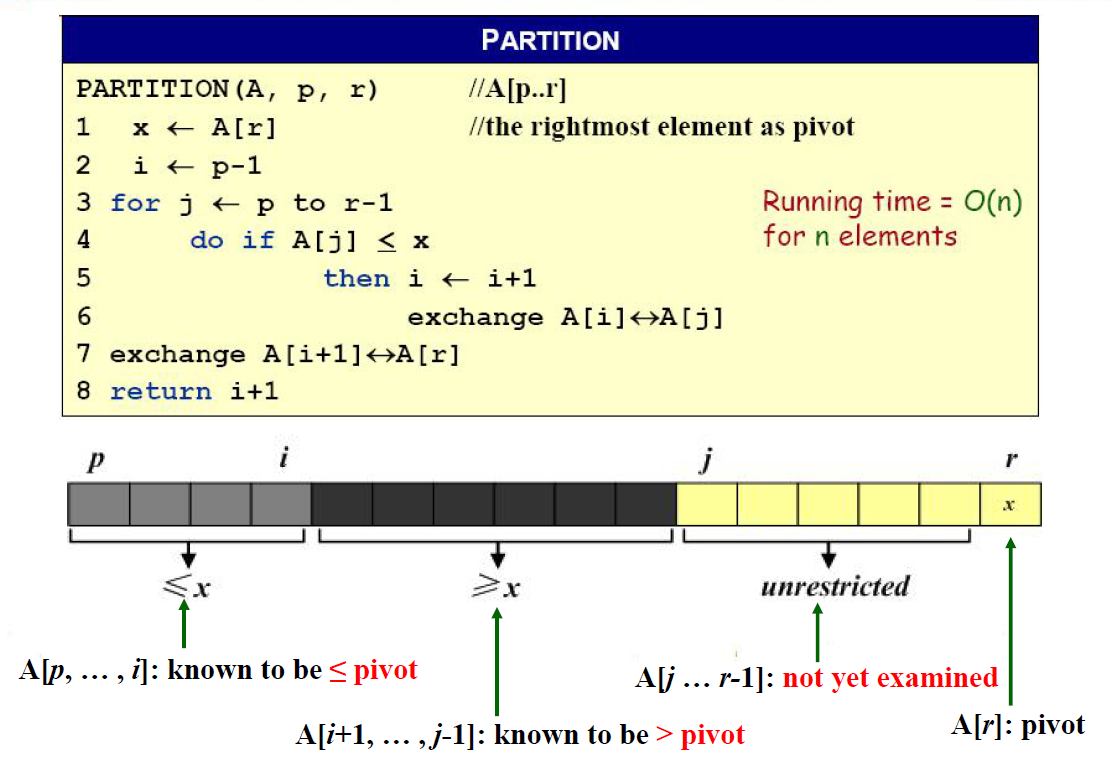 PARTITION
PARTITION(A, p, r) //A[p..r]
1 x ← A[r] //the rightmost element as pivot
2 i ← p-1
3 for j ← p to r-1
4 do if A[j] ≤ x
5 then i ← i+1
6 exchange A[i]↔A[j]
7 exchange A[i+1]↔A[r]
8 return i+1
Running time = O(n)
for n elements
p i j r
x
≤x ≥x unrestricted
A[p, … , i]: known to be ≤ pivot
A[j … r-1]: not yet examined
A[i+1, … , j-1]: known to be > pivot
A[r]: pivot